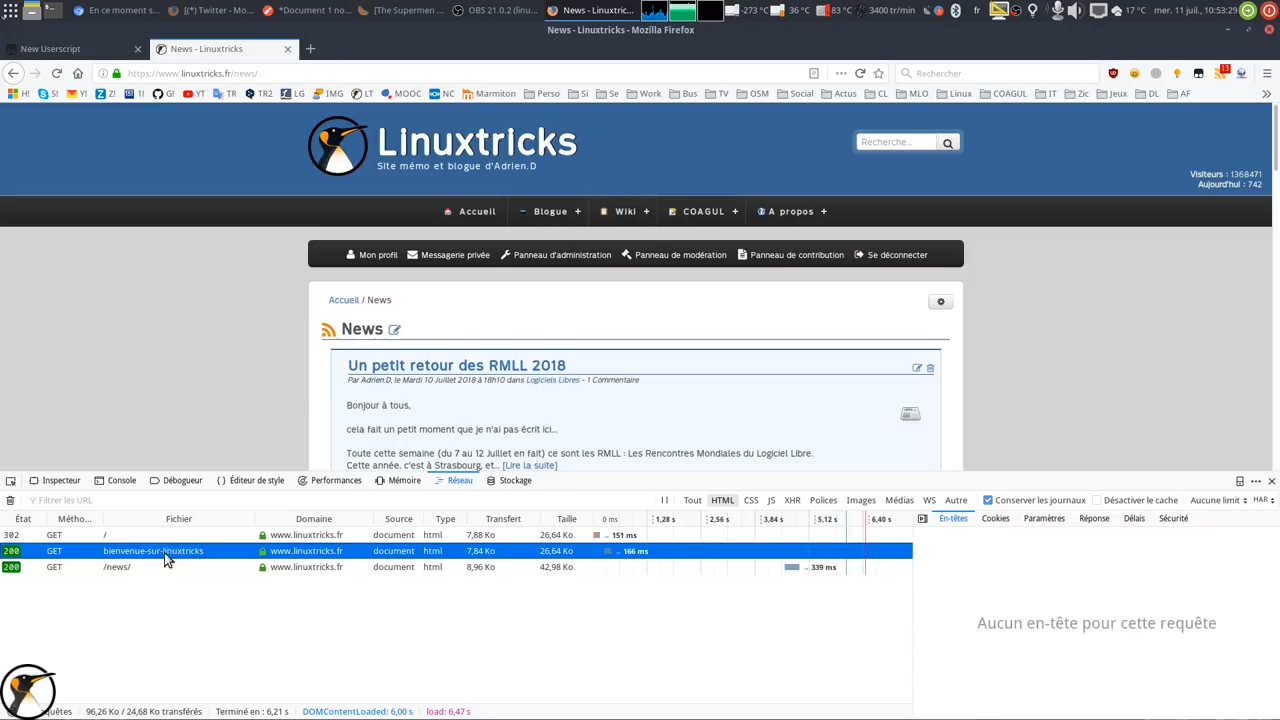 En ce moment s
[M) (*) Twitter - Mo
*Document 1 no
[The Supermen
OBS 21.0.2 (linu
News - Linuxtric
-273 °C
36 °C
83 °C
3400 tr/min
fr
17 °C
mer. 11 juil., 10:53:29
News - Linuxtricks - Mozilla Firefox
New Userscript
News - Linuxtricks
https://www.linuxtricks.fr/news/
Rechercher
13
H! S! Y! Z! 1! G! YT TR TR2 LG IMG LT MOOC NC Marmiton Perso Si Se Work Bus TV OSM Social Actus CL MLO Linux COAGUL IT Zic Jeux DL AF
Linuxtricks
Site mémo et blogue d'Adrien.D
Recherche...
Visiteurs : 1368471
Aujourd'hui : 742
Accueil Blogue + Wiki + COAGUL + A propos +
Mon profil Messagerie privée Panneau d'administration Panneau de modération Panneau de contribution Se déconnecter
Accueil / News
News
Un petit retour des RMLL 2018
Par Adrien.D, le Mardi 10 Juillet 2018 à 18h10 dans Logiciels Libres - 1 Commentaire
Bonjour à tous,
cela fait un petit moment que je n'ai pas écrit ici...
Toute cette semaine (du 7 au 12 Juillet en fait) ce sont les RMLL : Les Rencontres Mondiales du Logiciel Libre.
Cette année, c'est à Strasbourg, et... [Lire la suite]
Inspecteur Console Débogueur {} Éditeur de style Performances Mémoire Réseau Stockage
Filtrer les URL
Tout HTML CSS JS XHR Polices Images Médias WS Autre Conserver les journaux Désactiver le cache Aucune limit HAR
État Métho... Fichier Domaine Source Type Transfert Taille 0 ms 1,28 s 2,56 s 3,84 s 5,12 s 6,40 s En-têtes Cookies Paramètres Réponse Délais Sécurité
302 GET / www.linuxtricks.fr document html 7,88 Ko 26,64 Ko → 151 ms
200 GET bienvenue-sur-linuxtricks www.linuxtricks.fr document html 7,84 Ko 26,64 Ko → 166 ms
200 GET /news/ www.linuxtricks.fr document html 8,96 Ko 42,98 Ko → 339 ms
Aucun en-tête pour cette requête
quêtes 96,26 Ko / 24,68 Ko transférés Terminé en : 6,21 s DOMContentLoaded: 6,00 s load: 6,47 s